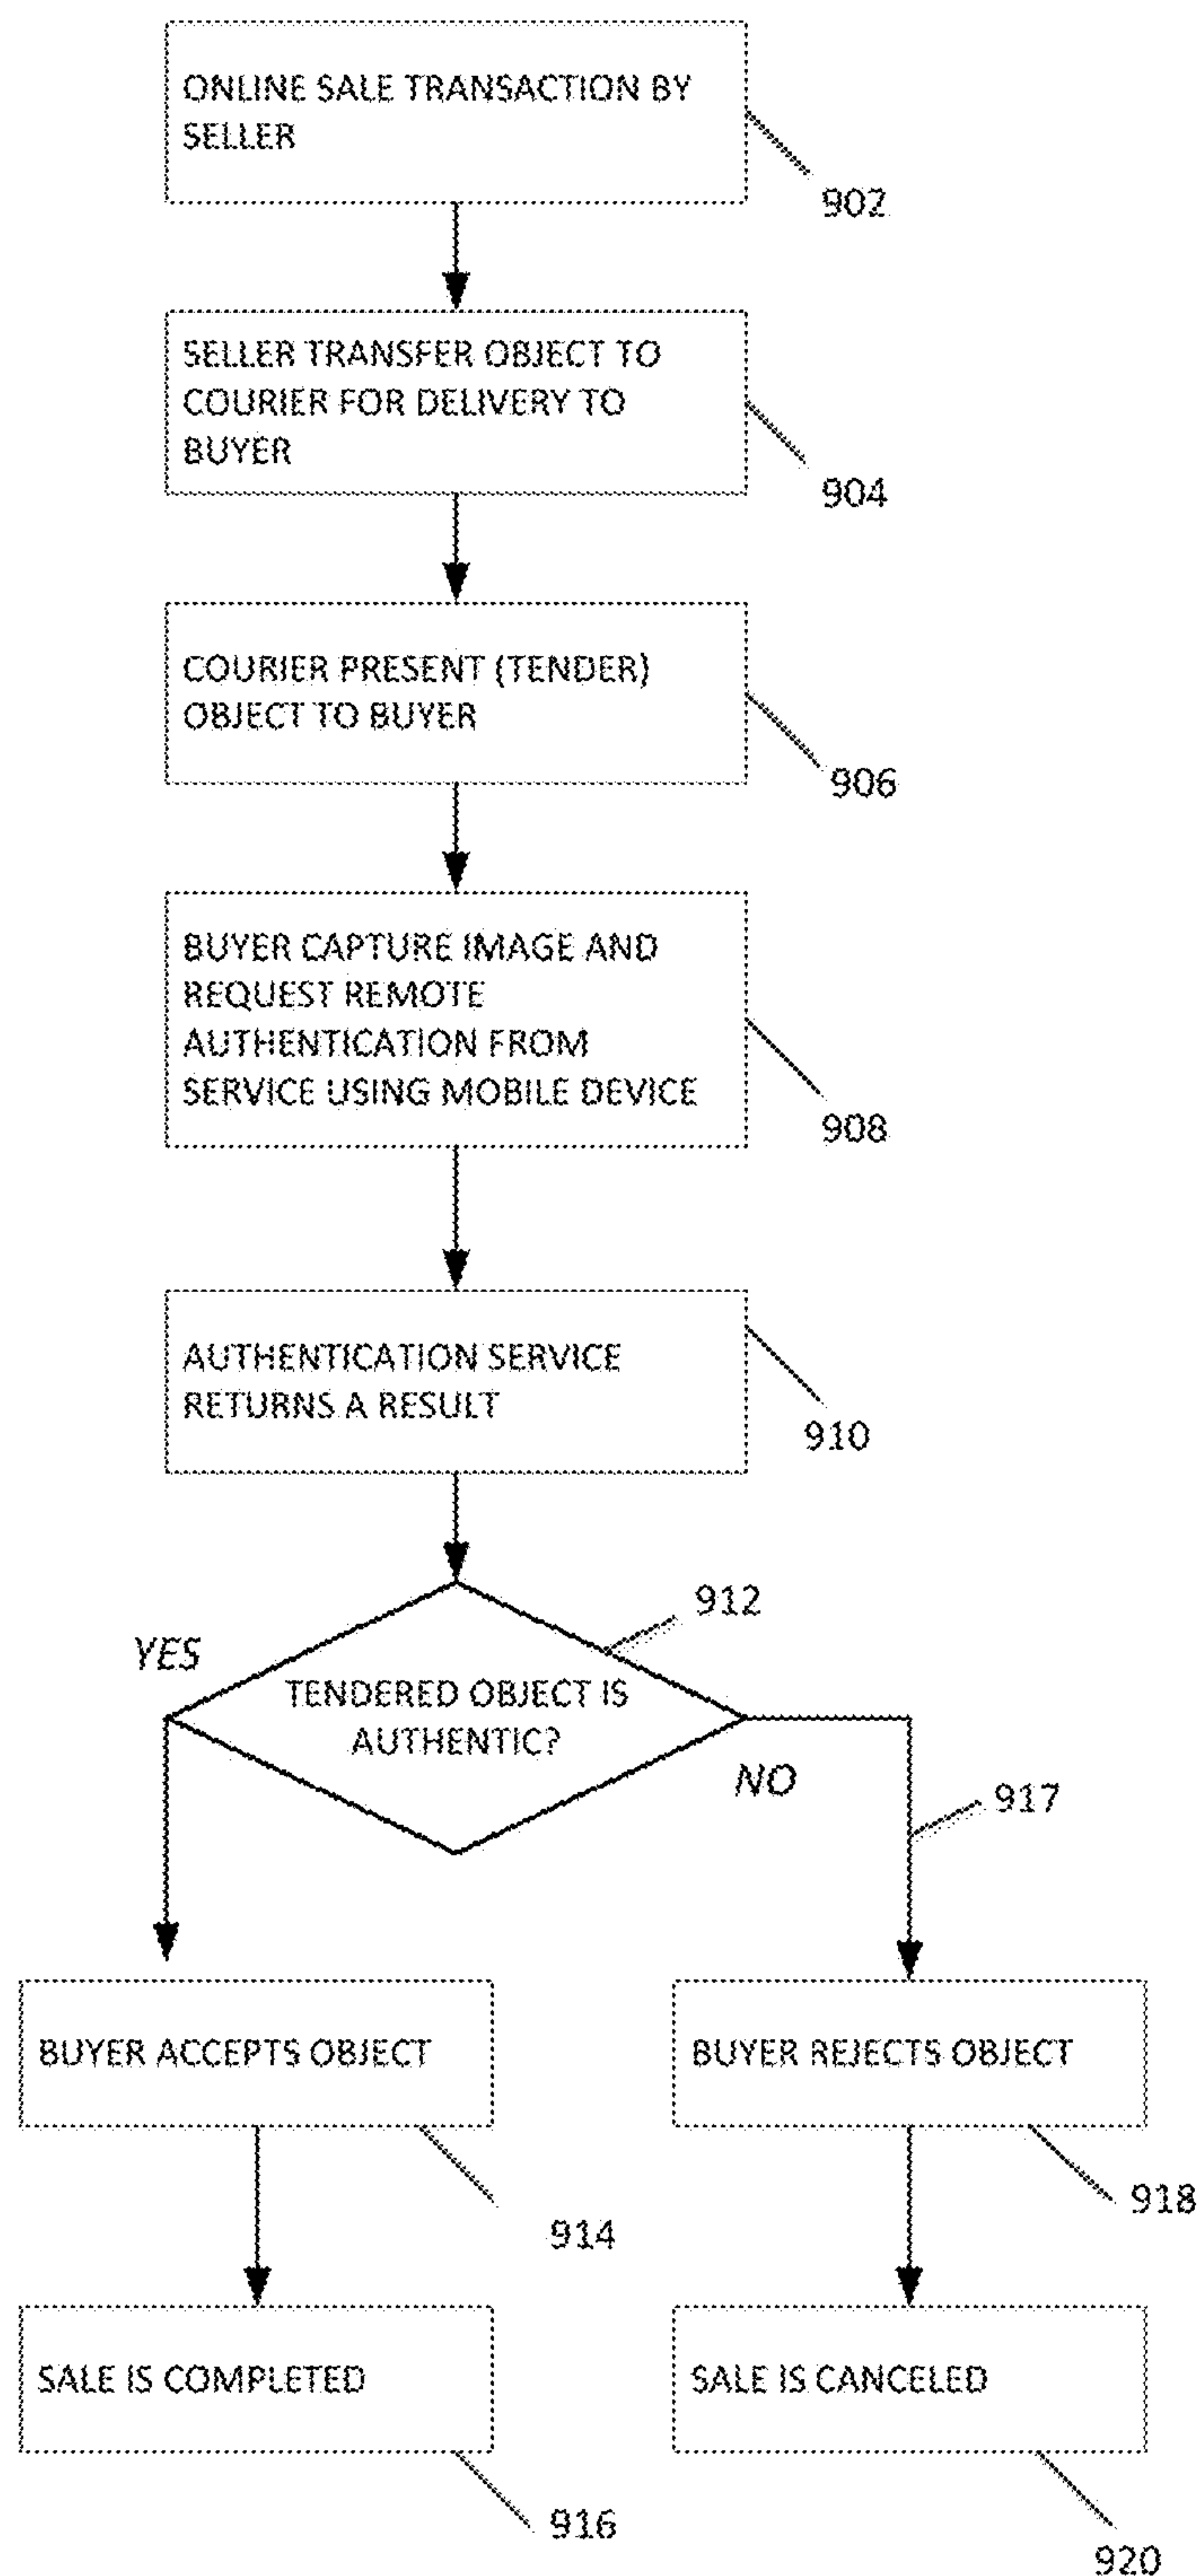 ONLINE SALE TRANSACTION BY
SELLER
902
SELLER TRANSFER OBJECT TO
COURIER FOR DELIVERY TO
BUYER
904
COURIER PRESENT (TENDER)
OBJECT TO BUYER
906
BUYER CAPTURE IMAGE AND
REQUEST REMOTE
AUTHENTICATION FROM
SERVICE USING MOBILE DEVICE
908
AUTHENTICATION SERVICE
RETURNS A RESULT
910
912
YES
TENDERED OBJECT IS
AUTHENTIC?
NO
917
BUYER ACCEPTS OBJECT
914
BUYER REJECTS OBJECT
918
SALE IS COMPLETED
916
SALE IS CANCELED
920